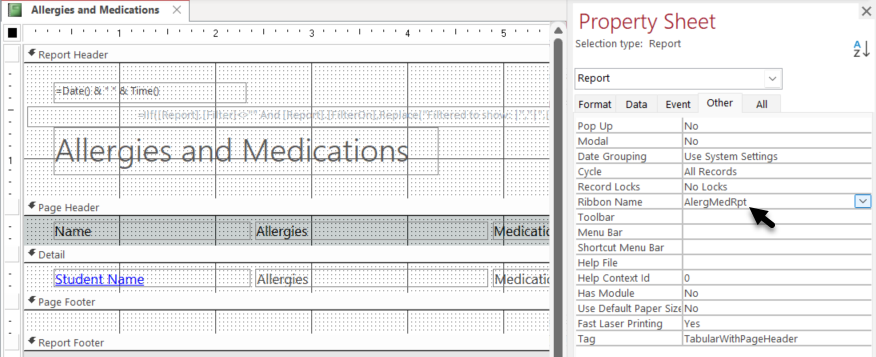 Allergies and Medications
1 2 3 4 5
Report Header
=Date() & " " & Time()
=IIf([Report].[Filter]<>"" And [Report].[FilterOn],Replace("Filtered to show: [","[",
Allergies and Medications
1
Page Header
Name Allergies Medicatio
Detail
Student Name Allergies Medicatio
Page Footer
Report Footer
Property Sheet
Selection type: Report
Report
Format Data Event Other All
Pop Up No
Modal No
Date Grouping Use System Settings
Cycle All Records
Record Locks No Locks
Ribbon Name AlergMedRpt
Toolbar
Menu Bar
Shortcut Menu Bar
Help File
Help Context Id 0
Has Module No
Use Default Paper Size No
Fast Laser Printing Yes
Tag TabularWithPageHeader